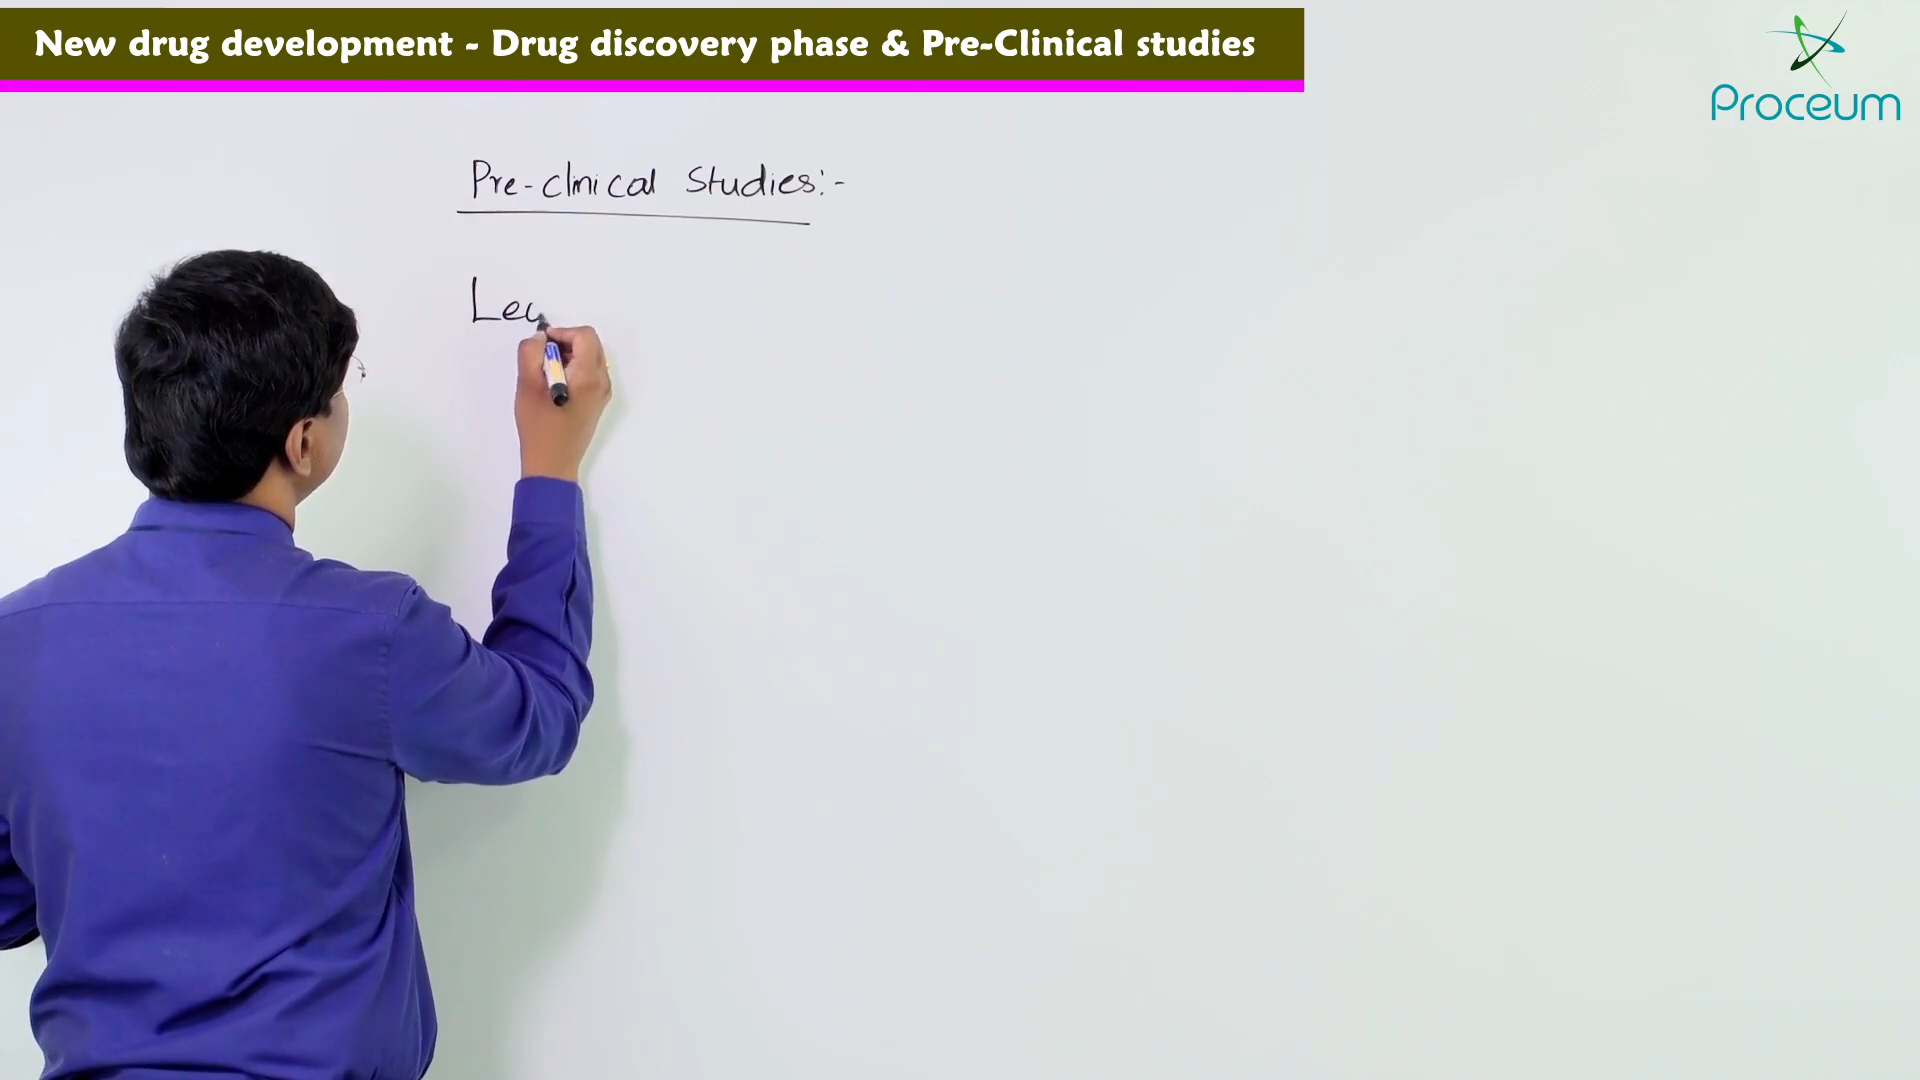 New drug development - Drug discovery phase & Pre-Clinical studies
Proceum
Pre-clinical Studies:-
Le